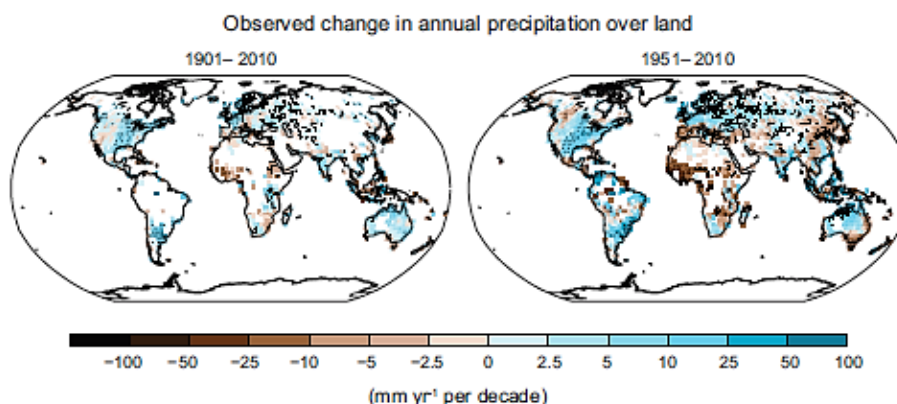 Observed change in annual precipitation over land
1901– 2010
1951– 2010
−100 −50 −25 −10 −5 −2.5 0 2.5 5 10 25 50 100
(mm yr¹ per decade)